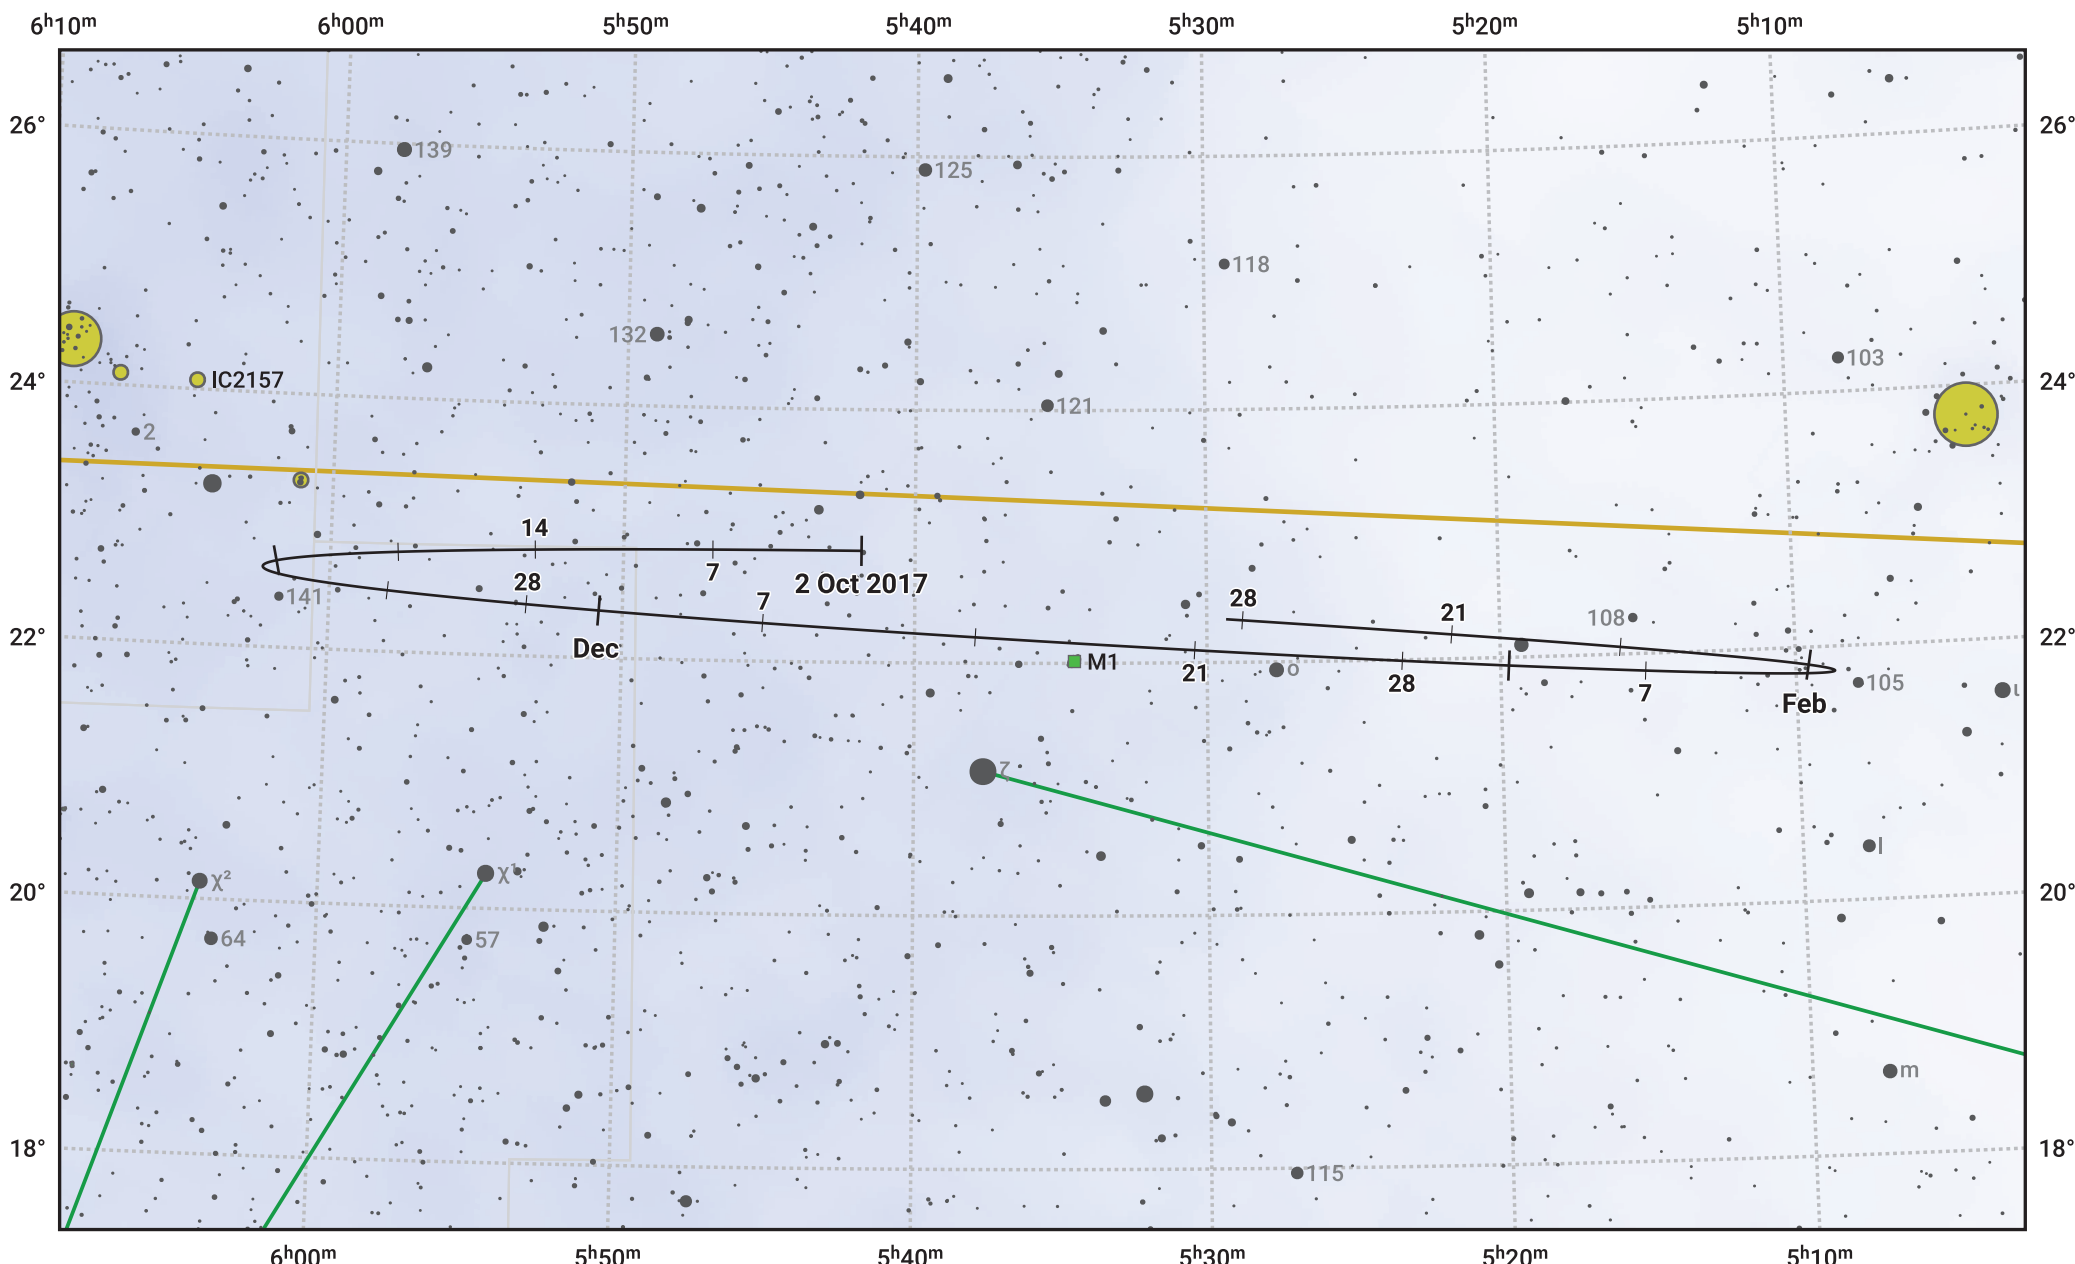 6h10m 6h00m 5h50m 5h40m 5h30m 5h20m 5h10m
26° 26°
139
125
118
132
103
24° IC2157 24°
121
2
14
7
28 2 Oct 2017
141 7 28 21 108
22° Dec 22°
M1 21 o 28 7 105 ι
Feb
ζ
l
χ² χ¹
20° 20°
64 57
m
18° 18°
115
6h00m 5h50m 5h40m 5h30m 5h20m 5h10m